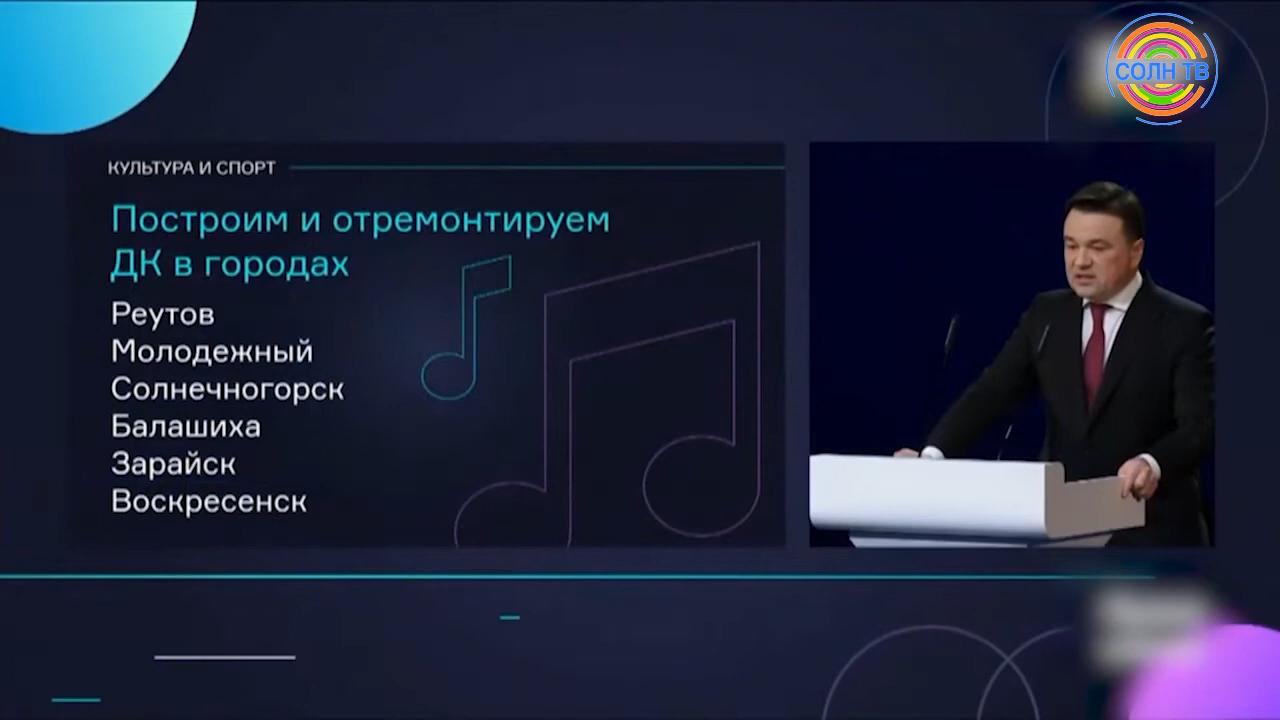 СОЛН ТВ
КУЛЬТУРА И СПОРТ
Построим и отремонтируем
ДК в городах
Реутов
Молодежный
Солнечногорск
Балашиха
Зарайск
Воскресенск